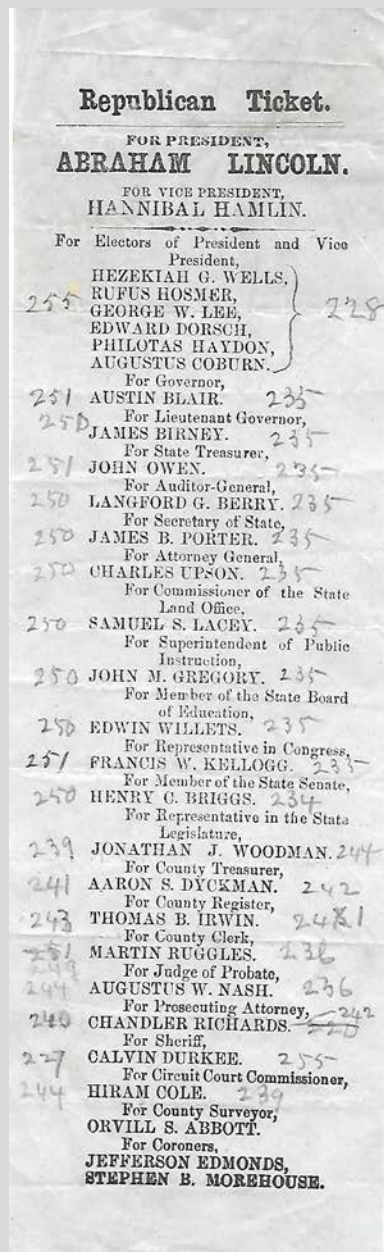 Republican Ticket.
FOR PRESIDENT,
ABRAHAM LINCOLN.
FOR VICE PRESIDENT,
HANNIBAL HAMLIN.
For Electors of President and Vice
President,
HEZEKIAH G. WELLS,
255 RUFUS HOSMER, 228
GEORGE W. LEE,
EDWARD DORSCH,
PHILOTAS HAYDON,
AUGUSTUS COBURN.
For Governor,
251 AUSTIN BLAIR. 235
For Lieutenant Governor,
250 JAMES BIRNEY. 235
For State Treasurer,
251 JOHN OWEN. 235
For Auditor-General,
250 LANGFORD G. BERRY. 235
For Secretary of State,
250 JAMES B. PORTER. 235
For Attorney General,
250 CHARLES UPSON. 235
For Commissioner of the State
Land Office,
250 SAMUEL S. LACEY. 235
For Superintendent of Public
Instruction,
250 JOHN M. GREGORY. 235
For Member of the State Board
of Education,
250 EDWIN WILLETS. 235
For Representative in Congress,
251 FRANCIS W. KELLOGG. 235
For Member of the State Senate,
250 HENRY C. BRIGGS. 234
For Representative in the State
Legislature,
239 JONATHAN J. WOODMAN. 244
For County Treasurer,
241 AARON S. DYCKMAN. 242
For County Register,
243 THOMAS B. IRWIN.
For County Clerk,
251 MARTIN RUGGLES. 236
249 For Judge of Probate,
244 AUGUSTUS W. NASH. 236
For Prosecuting Attorney, 242
240 CHANDLER RICHARDS. 220
For Sheriff,
227 CALVIN DURKEE. 255
For Circuit Court Commissioner,
244 HIRAM COLE. 239
For County Surveyor,
ORVILL S. ABBOTT.
For Coroners,
JEFFERSON EDMONDS,
STEPHEN B. MOREHOUSE.